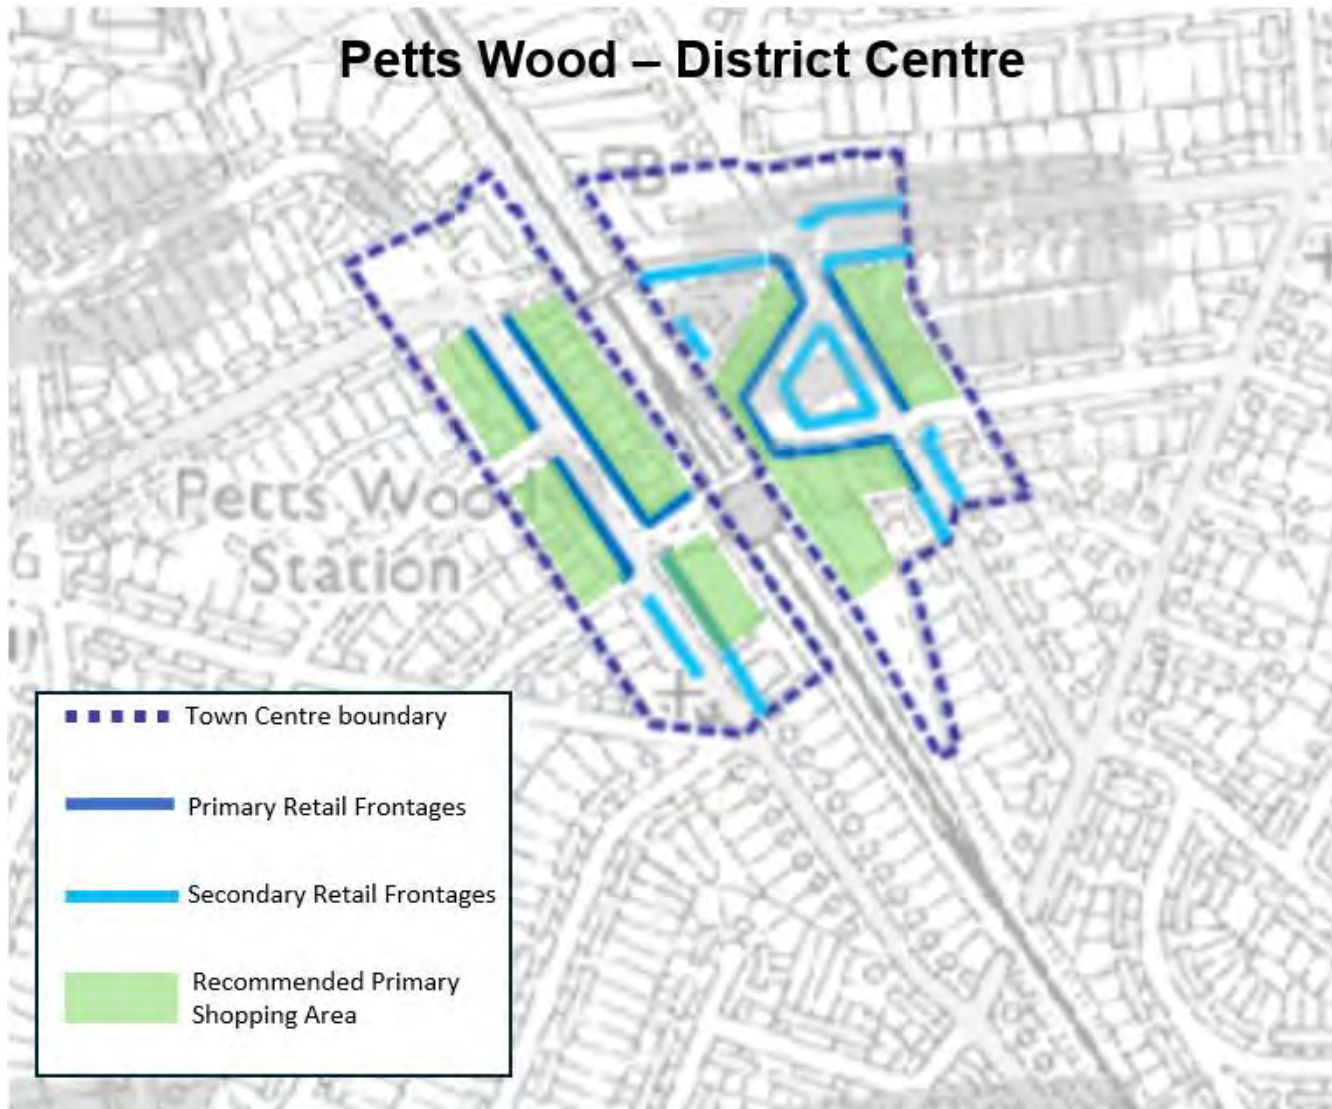 Petts Wood – District Centre
FB
Petts Wood
Station
Town Centre boundary
Primary Retail Frontages
Secondary Retail Frontages
Recommended Primary
Shopping Area